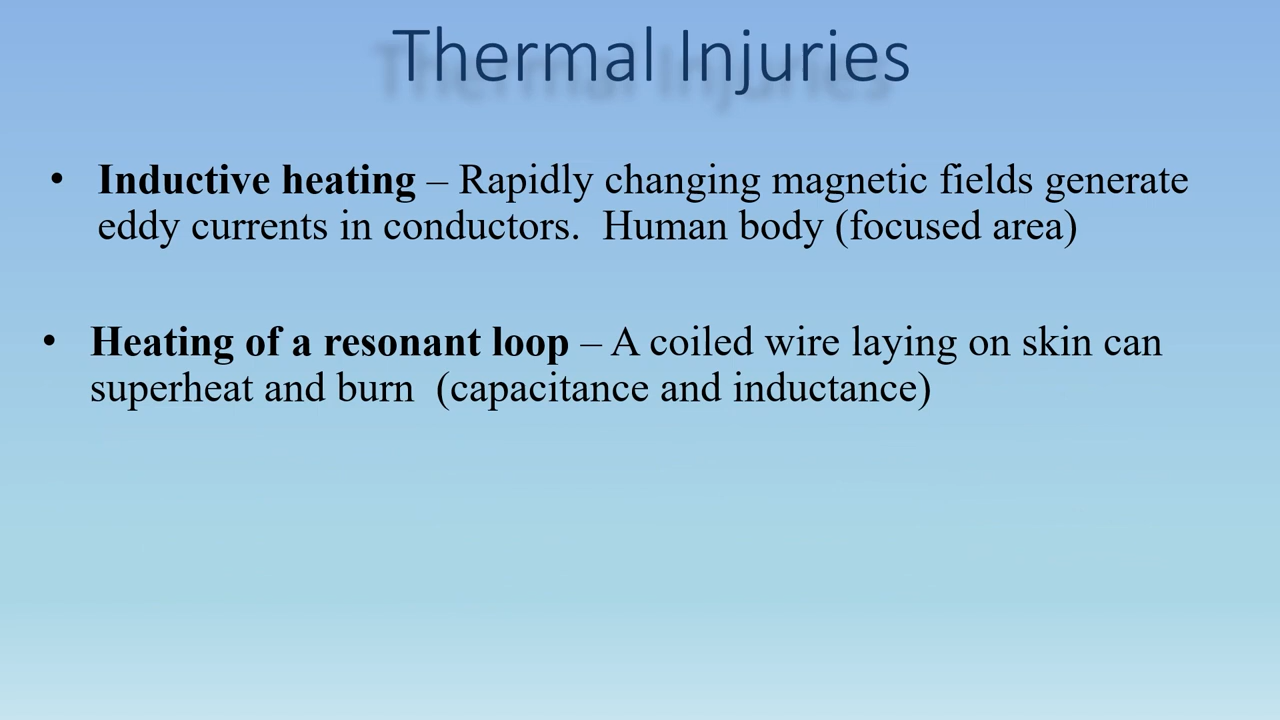 Thermal Injuries
• Inductive heating – Rapidly changing magnetic fields generate
eddy currents in conductors.  Human body (focused area)
• Heating of a resonant loop – A coiled wire laying on skin can
superheat and burn  (capacitance and inductance)